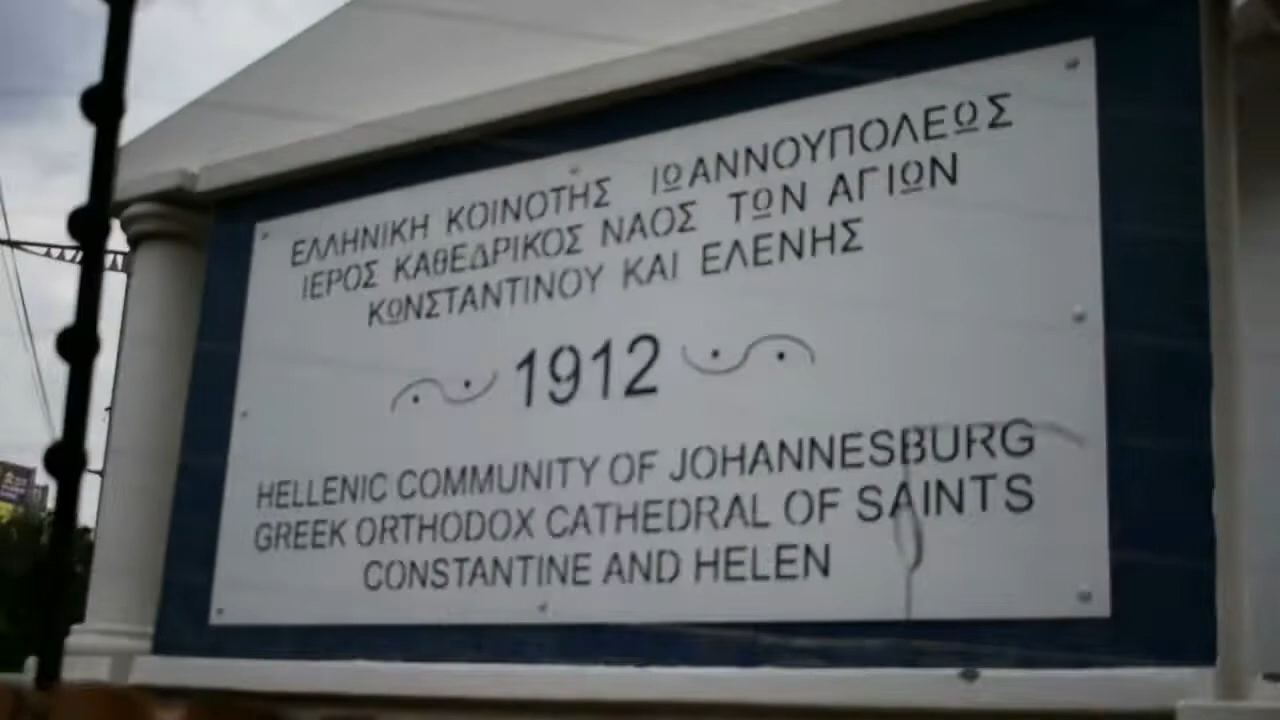 ΕΛΛΗΝΙΚΗ ΚΟΙΝΟΤΗΣ ΙΩΑΝΝΟΥΠΟΛΕΩΣ
ΙΕΡΟΣ ΚΑΘΕΔΡΙΚΟΣ ΝΑΟΣ ΤΩΝ ΑΓΙΩΝ
ΚΩΝΣΤΑΝΤΙΝΟΥ ΚΑΙ ΕΛΕΝΗΣ
1912
HELLENIC COMMUNITY OF JOHANNESBURG
GREEK ORTHODOX CATHEDRAL OF SAINTS
CONSTANTINE AND HELEN